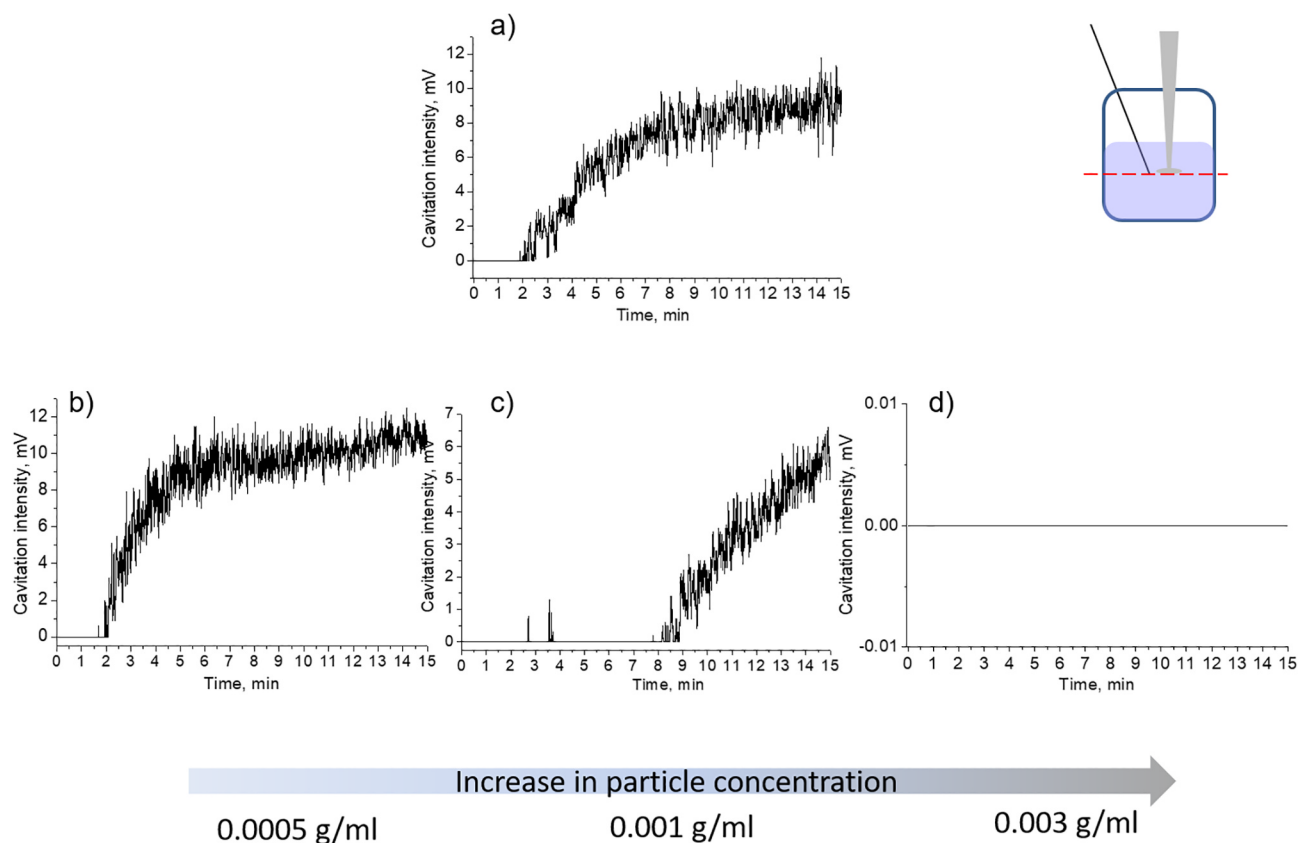 a)
Cavitation intensity, mV
12
10
8
6
4
2
0
0 1 2 3 4 5 6 7 8 9 10 11 12 13 14 15
Time, min
b)
Cavitation intensity, mV
12
10
8
6
4
2
0
0 1 2 3 4 5 6 7 8 9 10 11 12 13 14 15
Time, min
c)
Cavitation intensity, mV
7
6
5
4
3
2
1
0
0 1 2 3 4 5 6 7 8 9 10 11 12 13 14 15
Time, min
d)
Cavitation intensity, mV
0.01
0.00
-0.01
0 1 2 3 4 5 6 7 8 9 10 11 12 13 14 15
Time, min
Increase in particle concentration
0.0005 g/ml 0.001 g/ml 0.003 g/ml